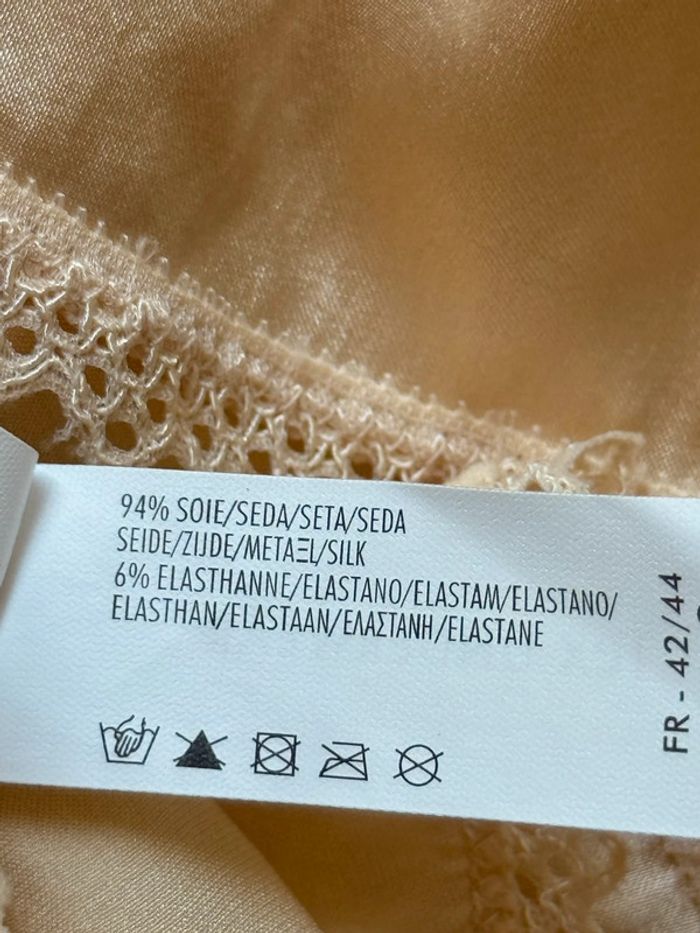 94% SOIE/SEDA/SETA/SEDA
SEIDE/ZIJDE/ΜΕΤΑΞΙ/SILK
6% ELASTHANNE/ELASTANO/ELASTAM/ELASTANO/
ELASTHAN/ELASTAAN/ΕΛΑΣΤΑΝΗ/ELASTANE
FR - 42/44